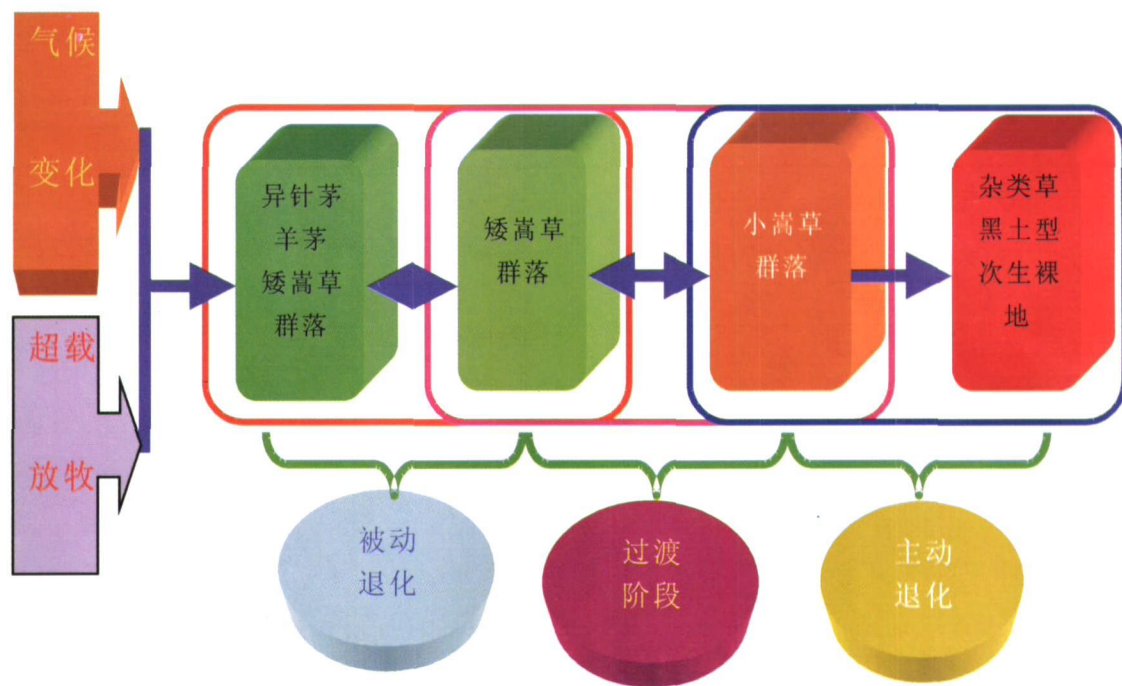 气候
变化
超载
放牧
异针茅
羊茅
矮嵩草
群落
矮嵩草
群落
小嵩草
群落
杂类草
黑土型
次生裸
地
被动
退化
过渡
阶段
主动
退化